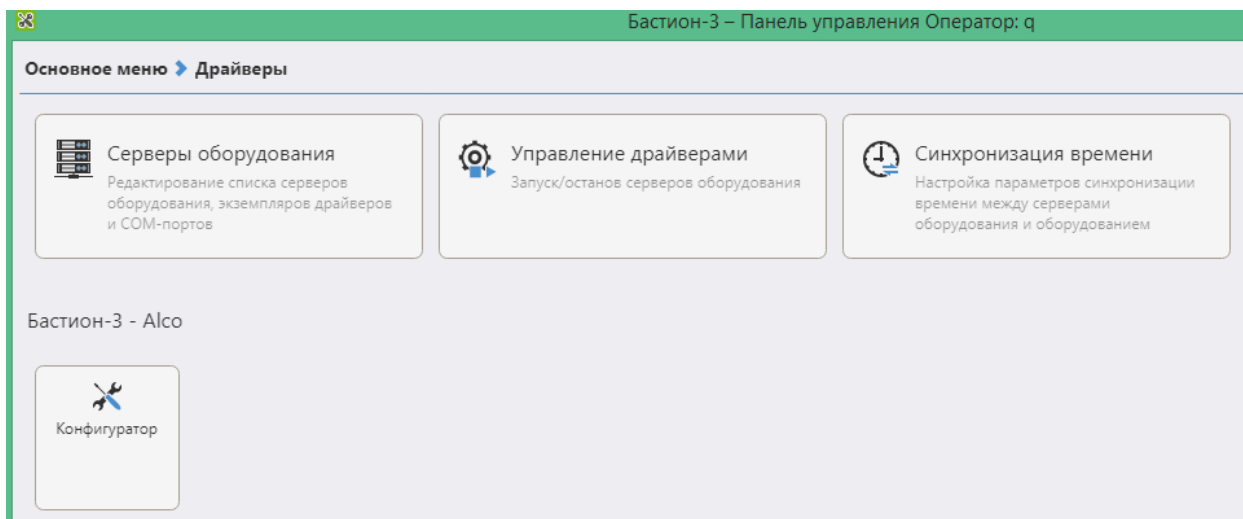 Бастион-3 – Панель управления Оператор: q
Основное меню Драйверы
Серверы оборудования
Редактирование списка серверов
оборудования, экземпляров драйверов
и COM-портов
Управление драйверами
Запуск/останов серверов оборудования
Синхронизация времени
Настройка параметров синхронизации
времени между серверами
оборудования и оборудованием
Бастион-3 - Alco
Конфигуратор